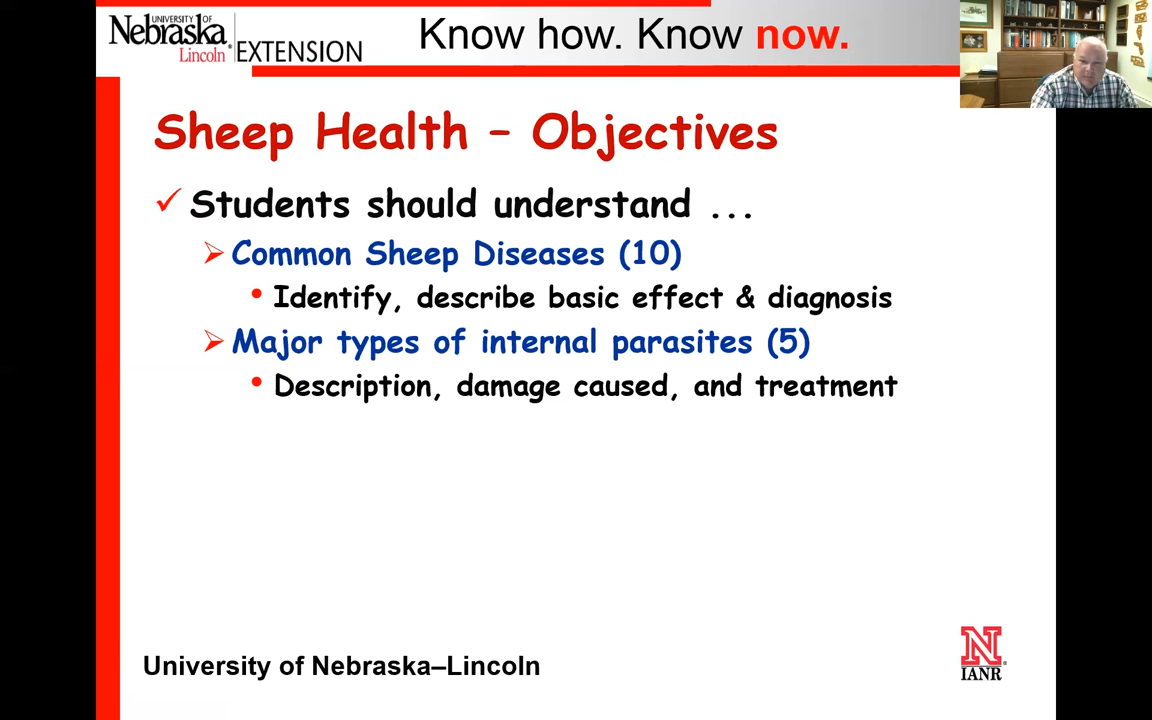 UNIVERSITY OF
Nebraska
Lincoln
EXTENSION
Know how. Know now.
Sheep Health – Objectives
✓ Students should understand ...
➢ Common Sheep Diseases (10)
• Identify, describe basic effect & diagnosis
➢ Major types of internal parasites (5)
• Description, damage caused, and treatment
University of Nebraska–Lincoln
N
IANR